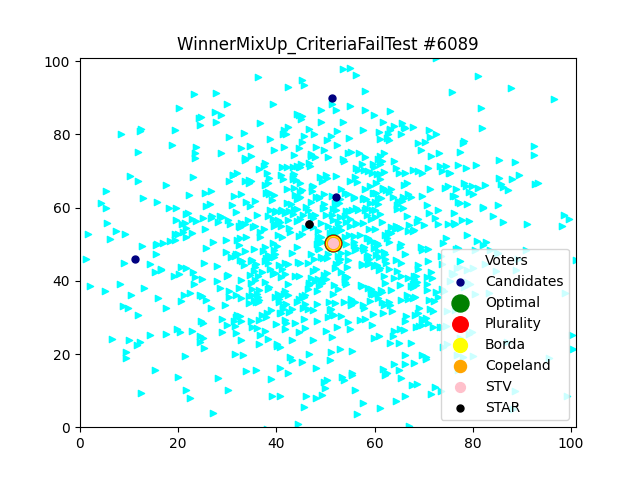 WinnerMixUp_CriteriaFailTest #6089
100
80
60
40
20
0
0 20 40 60 80 100
Voters
Candidates
Optimal
Plurality
Borda
Copeland
STV
STAR